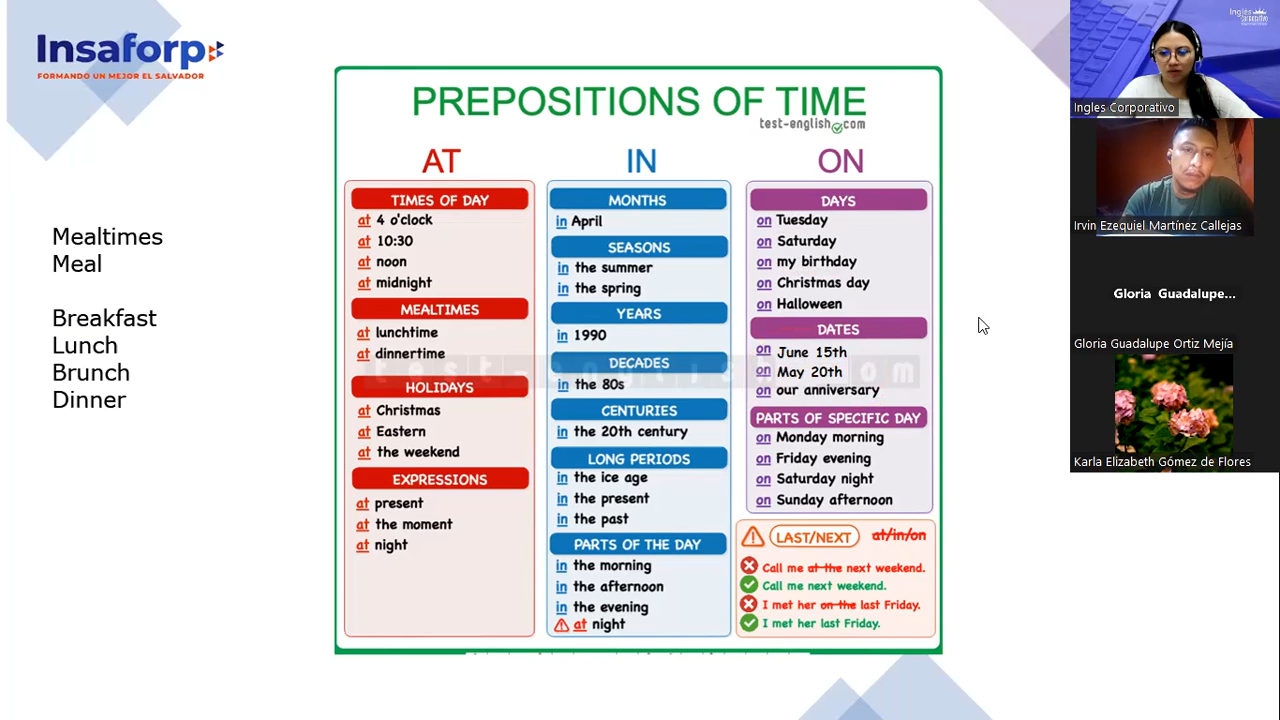 Insaforp
FORMANDO UN MEJOR EL SALVADOR
Mealtimes
Meal
Breakfast
Lunch
Brunch
Dinner
PREPOSITIONS OF TIME
test-english.com
AT
TIMES OF DAY
at 4 o'clock
at 10:30
at noon
at midnight
MEALTIMES
at lunchtime
at dinnertime
HOLIDAYS
at Christmas
at Eastern
at the weekend
EXPRESSIONS
at present
at the moment
at night
IN
MONTHS
in April
SEASONS
in the summer
in the spring
YEARS
in 1990
DECADES
in the 80s
CENTURIES
in the 20th century
LONG PERIODS
in the ice age
in the present
in the past
PARTS OF THE DAY
in the morning
in the afternoon
in the evening
at night
ON
DAYS
on Tuesday
on Saturday
on my birthday
on Christmas day
on Halloween
DATES
on June 15th
on May 20th
on our anniversary
PARTS OF SPECIFIC DAY
on Monday morning
on Friday evening
on Saturday night
on Sunday afternoon
LAST/NEXT at/in/on
Call me at the next weekend.
Call me next weekend.
I met her on the last Friday.
I met her last Friday.
test-english.com
Inglés
Corporativo
Ingles Corporativo
Irvin Ezequiel Martínez Callejas
Gloria Guadalupe...
Gloria Guadalupe Ortiz Mejía
Karla Elizabeth Gómez de Flores